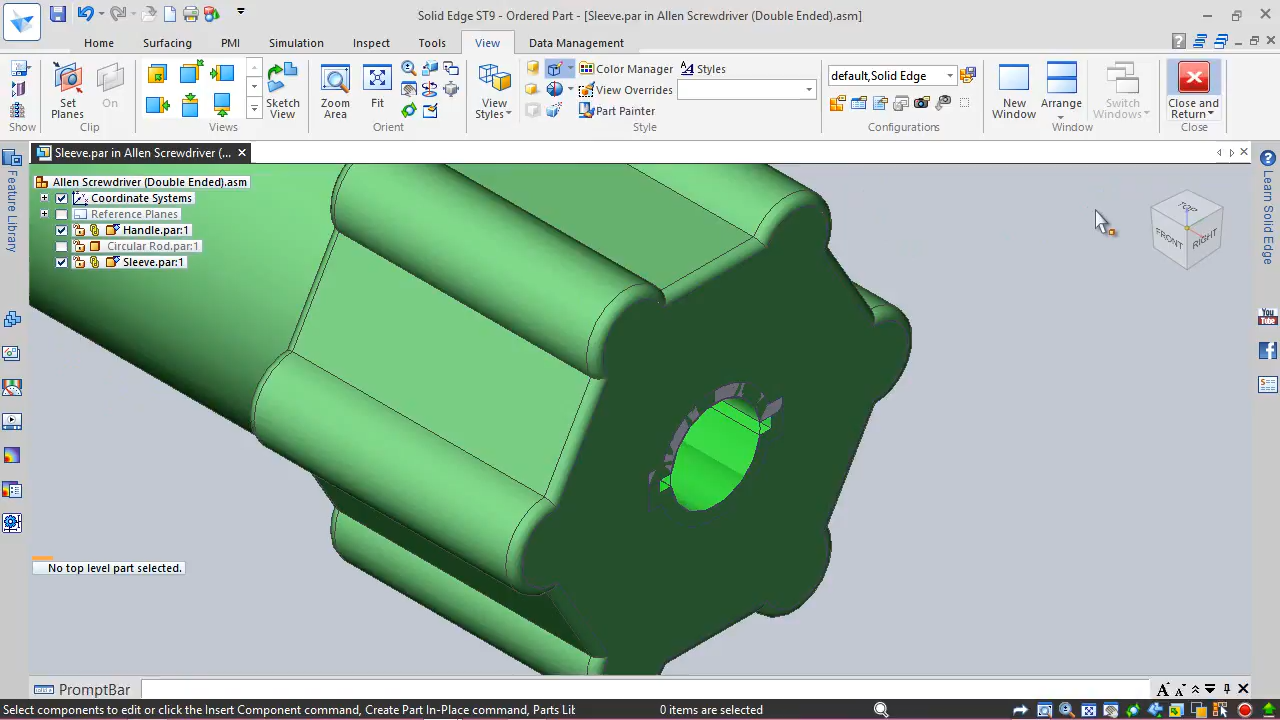 Solid Edge ST9 - Ordered Part - [Sleeve.par in Allen Screwdriver (Double Ended).asm]
Home Surfacing PMI Simulation Inspect Tools View Data Management
Set Planes
On
Clip
Show
Views
Sketch View
Zoom Area
Fit
Orient
View Styles
Color Manager
Styles
View Overrides
Part Painter
Style
default,Solid Edge
Configurations
New Window
Arrange
Switch Windows
Window
Close and Return
Close
Sleeve.par in Allen Screwdriver (...
Feature Library
Allen Screwdriver (Double Ended).asm
Coordinate Systems
Reference Planes
Handle.par:1
Circular Rod.par:1
Sleeve.par:1
TOP
FRONT
RIGHT
Learn Solid Edge
You Tube
No top level part selected.
PromptBar
Select components to edit or click the Insert Component command, Create Part In-Place command, Parts Lit
0 items are selected